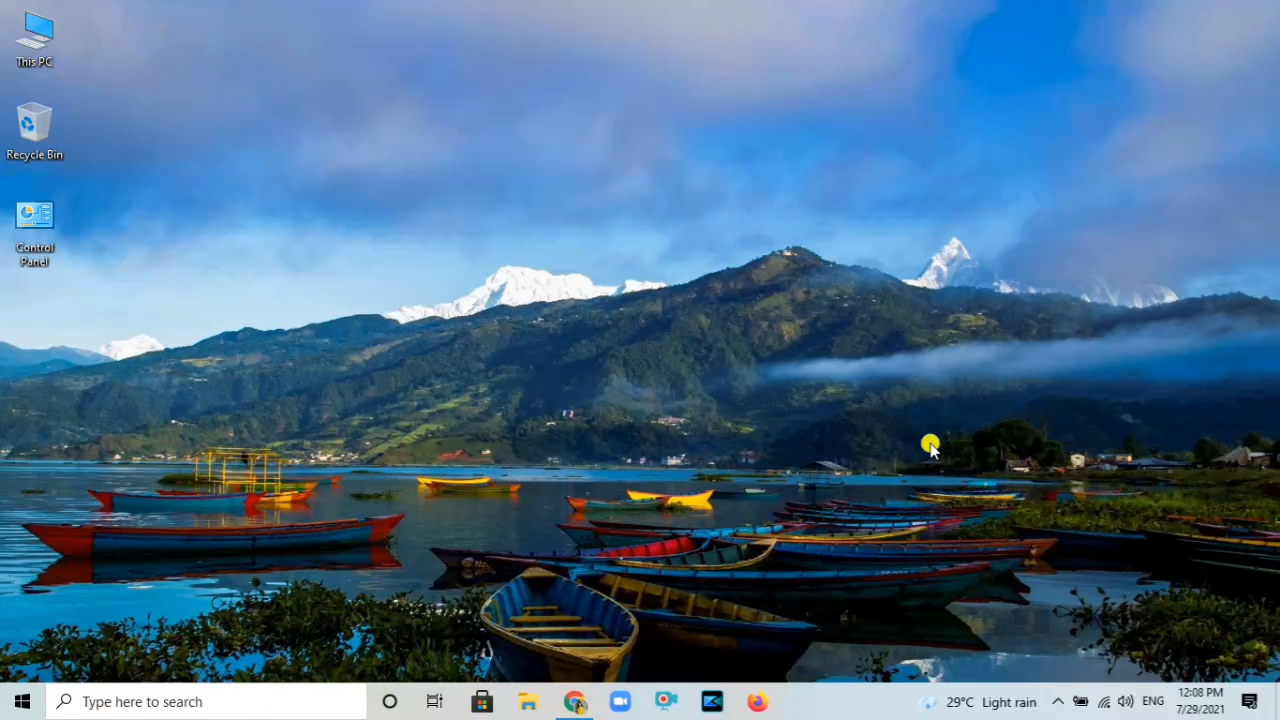 This PC
Recycle Bin
Control
Panel
Type here to search
29°C Light rain
ENG
12:08 PM
7/29/2021